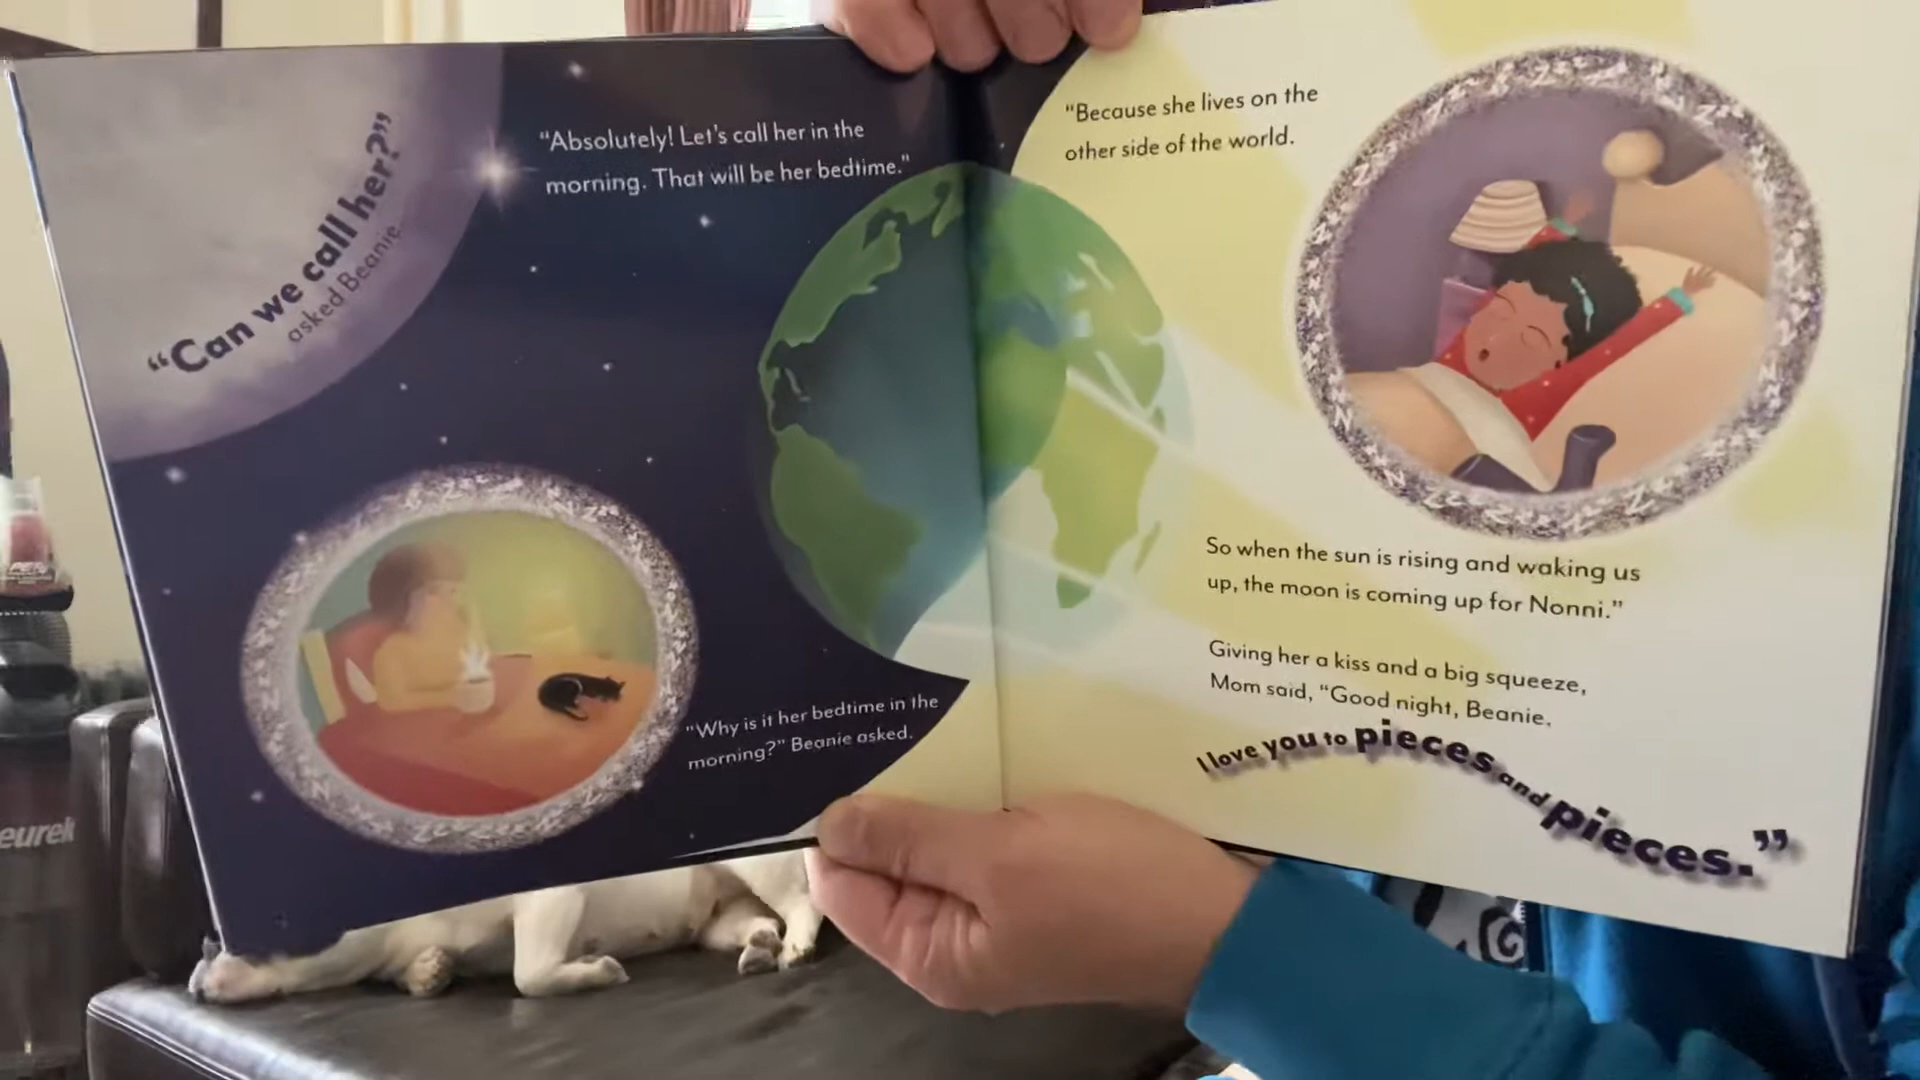 “Can we call her?”
asked Beanie.
“Absolutely! Let’s call her in the
morning. That will be her bedtime.”
“Why is it her bedtime in the
morning?” Beanie asked.
“Because she lives on the
other side of the world.
So when the sun is rising and waking us
up, the moon is coming up for Nonni.”
Giving her a kiss and a big squeeze,
Mom said, “Good night, Beanie.
I love you to pieces and pieces.”
eurek